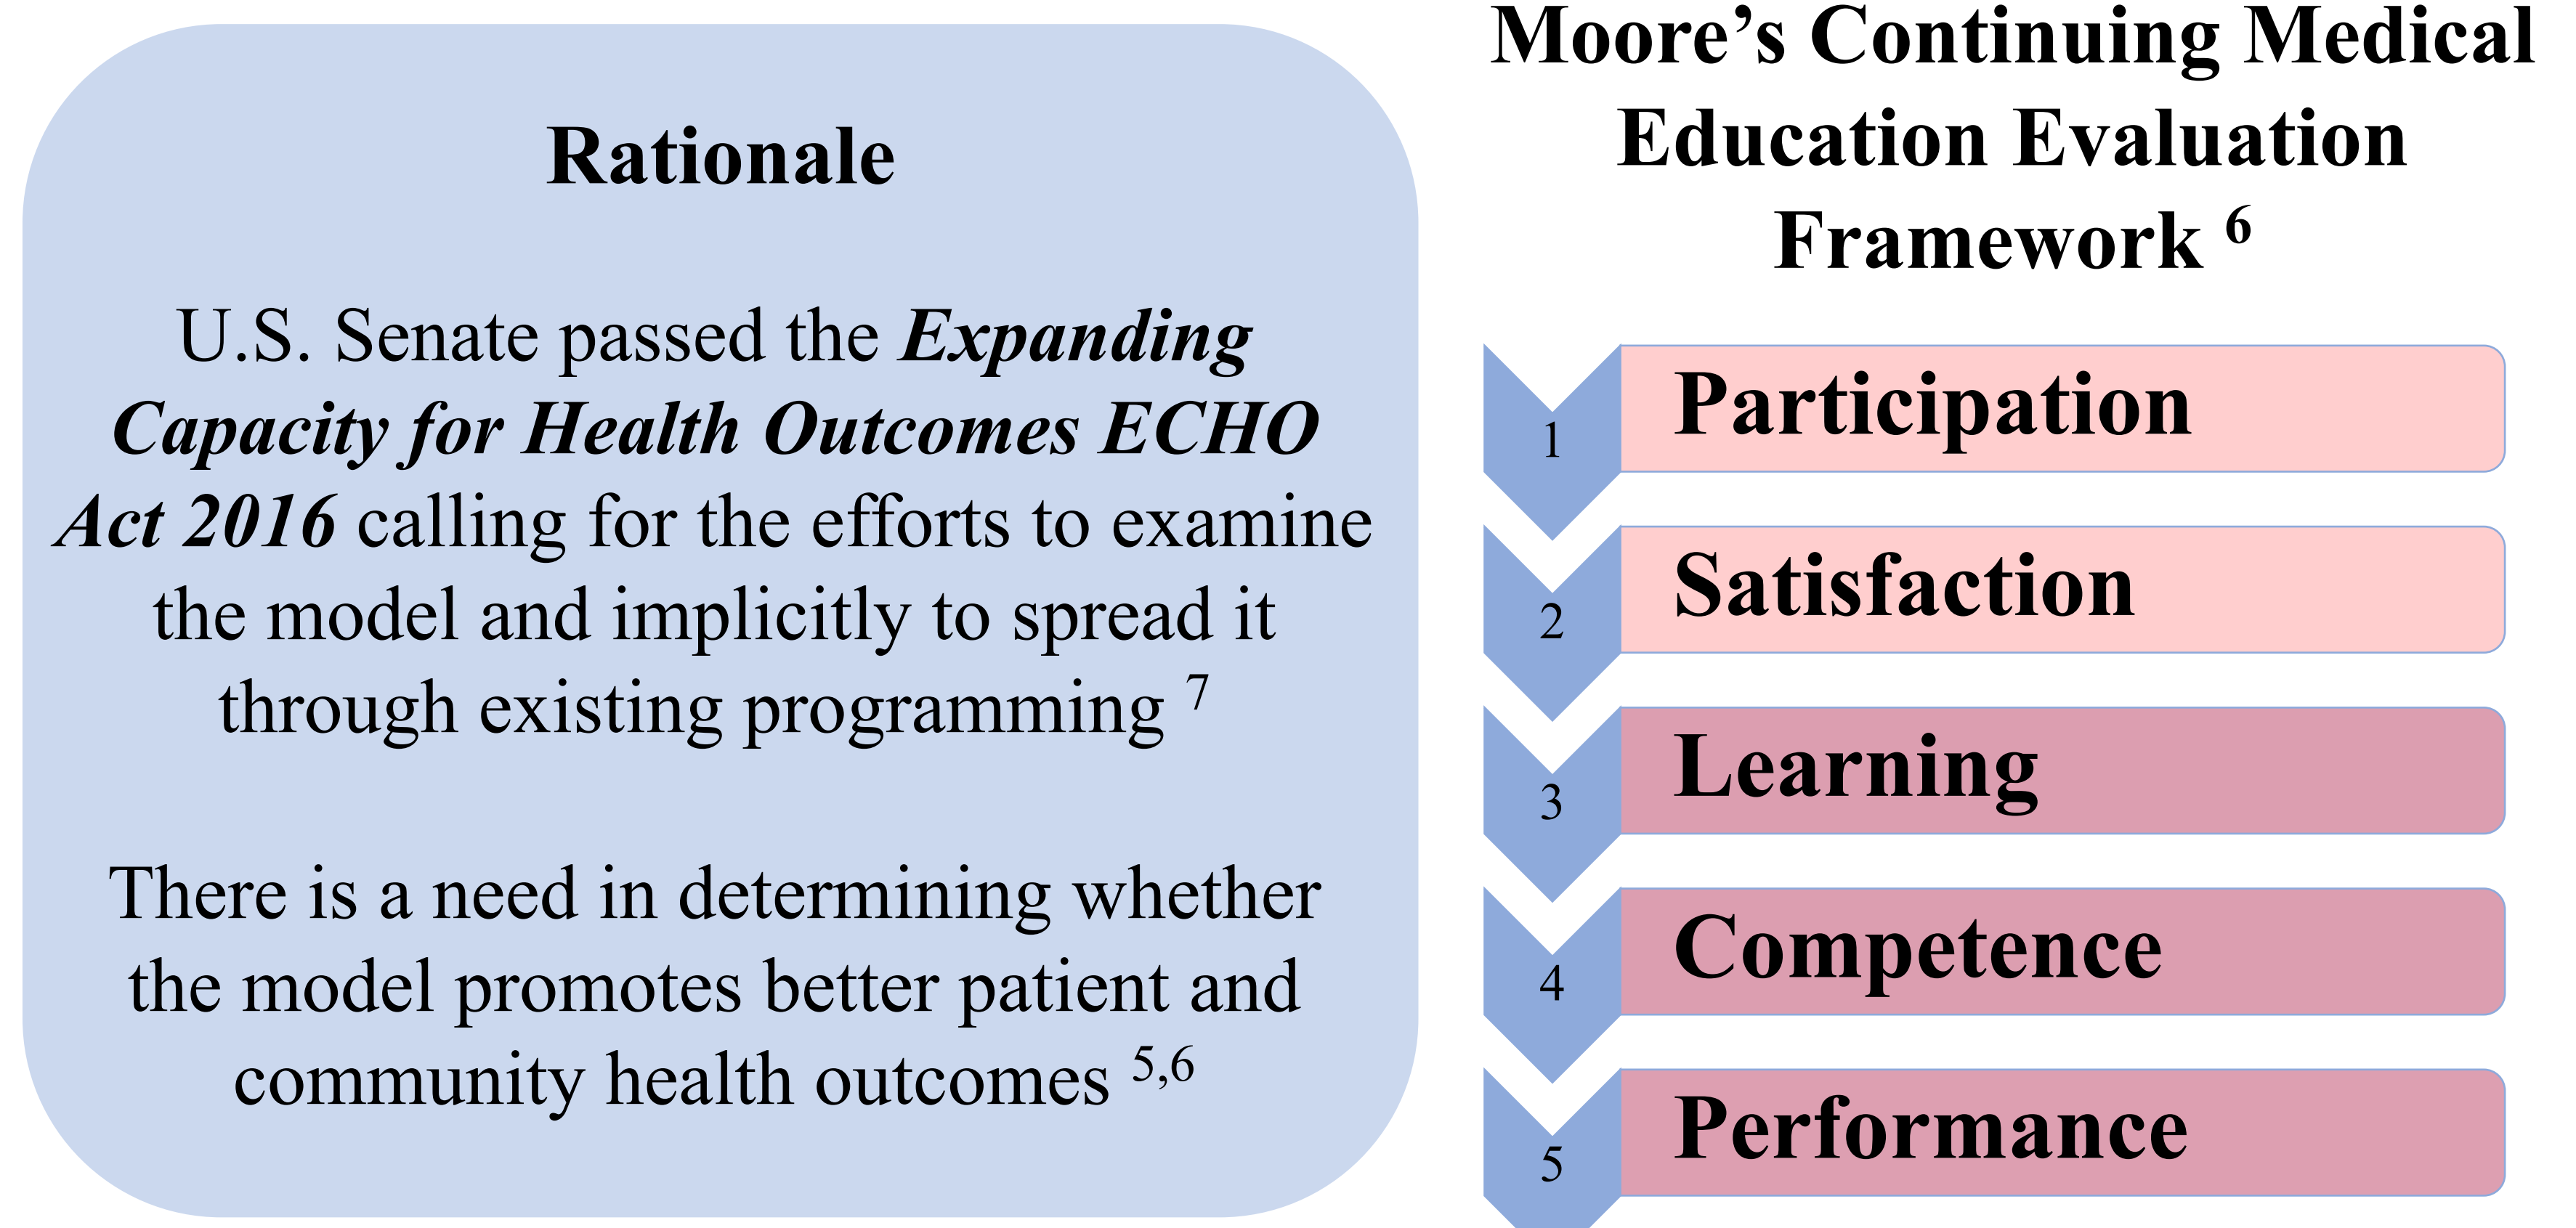 Rationale
U.S. Senate passed the Expanding
Capacity for Health Outcomes ECHO
Act 2016 calling for the efforts to examine
the model and implicitly to spread it
through existing programming 7
There is a need in determining whether
the model promotes better patient and
community health outcomes 5,6
Moore’s Continuing Medical
Education Evaluation
Framework 6
1 Participation
2 Satisfaction
3 Learning
4 Competence
5 Performance